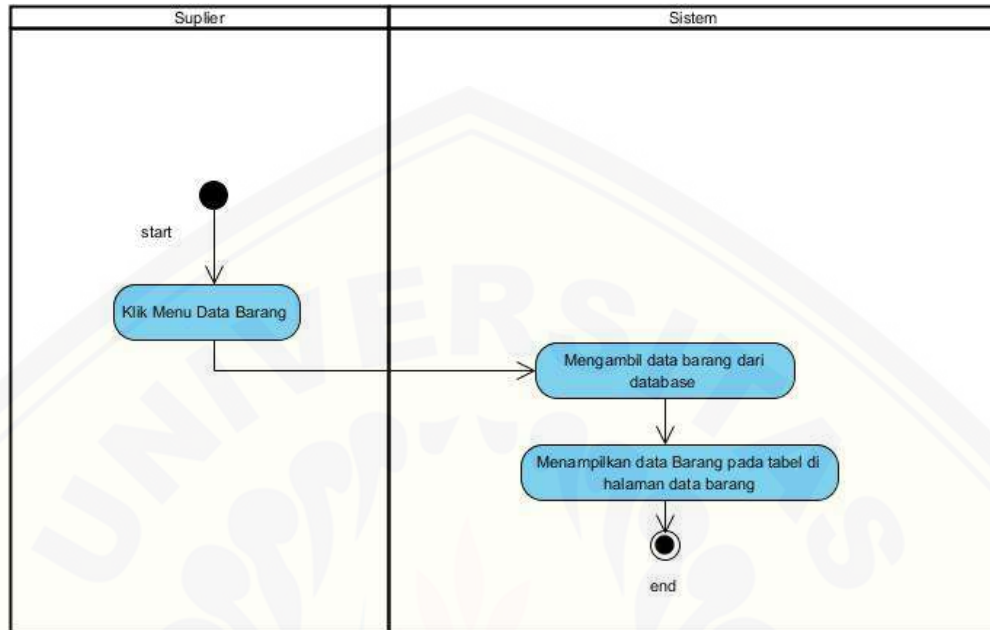 Suplier
Sistem
start
Klik Menu Data Barang
Mengambil data barang dari
database
Menampilkan data Barang pada tabel di
halaman data barang
end
UNIVERSITAS